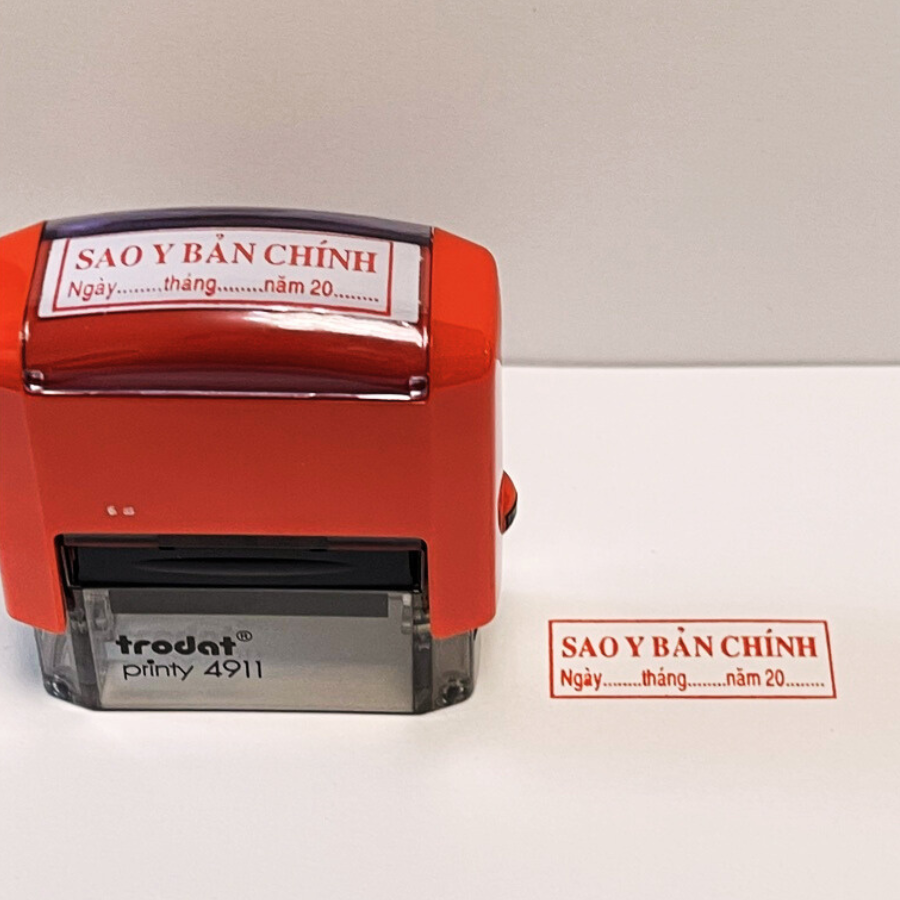 SAO Y BẢN CHÍNH
Ngày........tháng........năm 20........
trodat®
printy 4911
SAO Y BẢN CHÍNH
Ngày........tháng........năm 20........